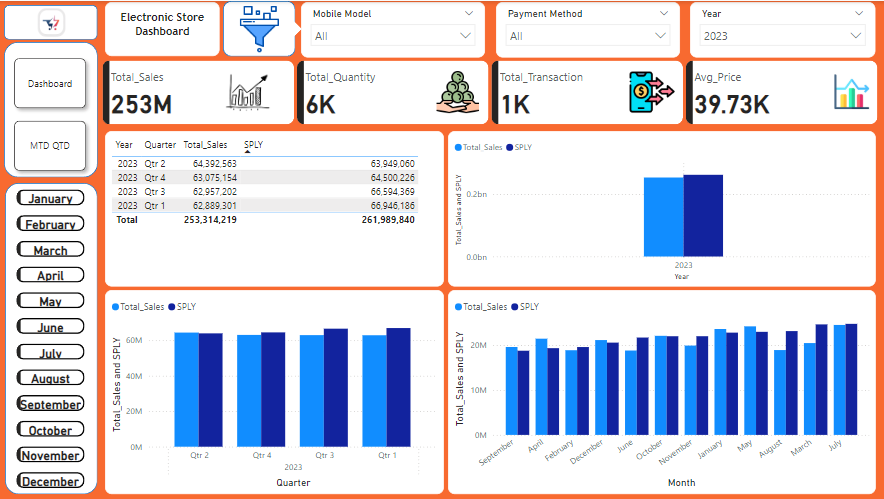 Electronic Store
Dashboard
Mobile Model
All
Payment Method
All
Year
2023
Dashboard
MTD QTD
Total_Sales
253M
Total_Quantity
6K
Total_Transaction
1K
Avg_Price
39.73K
January
February
March
April
May
June
July
August
September
October
November
December
Year Quarter Total_Sales SPLY
2023 Qtr 2 64,392,563 63,949,060
2023 Qtr 4 63,075,154 64,500,226
2023 Qtr 3 62,957,202 66,594,369
2023 Qtr 1 62,889,301 66,946,186
Total 253,314,219 261,989,840
Total_Sales SPLY
Total_Sales and SPLY
0.2bn
0.0bn
2023
Year
Total_Sales SPLY
Total_Sales and SPLY
60M
40M
20M
0M
Qtr 2 Qtr 4 Qtr 3 Qtr 1
2023
Quarter
Total_Sales SPLY
Total_Sales and SPLY
20M
10M
0M
September April February December June October November January May August March July
Month